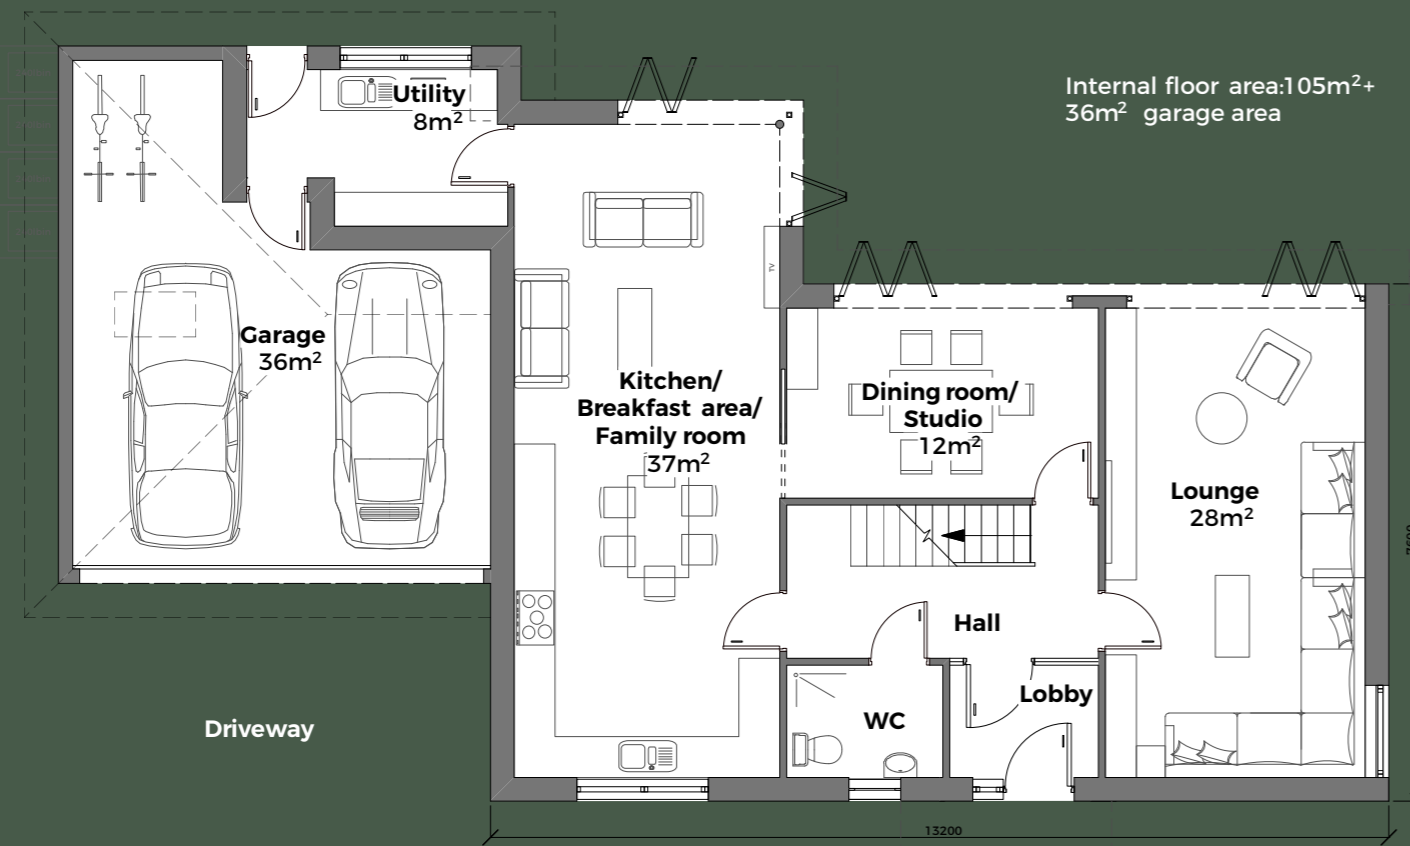 Internal floor area:105m²+
36m² garage area
Utility
8m²
TV
Garage
36m²
Kitchen/
Breakfast area/
Family room
37m²
Dining room/
Studio
12m²
Lounge
28m²
Hall
Lobby
WC
Driveway
13200